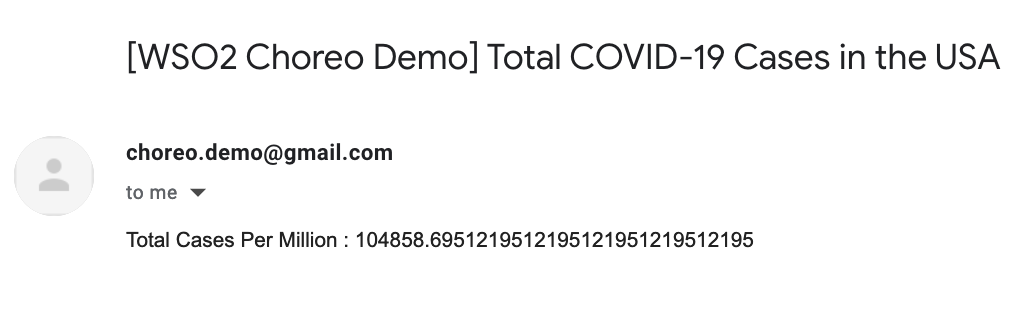 [WSO2 Choreo Demo] Total COVID-19 Cases in the USA
choreo.demo@gmail.com
to me
Total Cases Per Million : 104858.6951219512195121951219512195